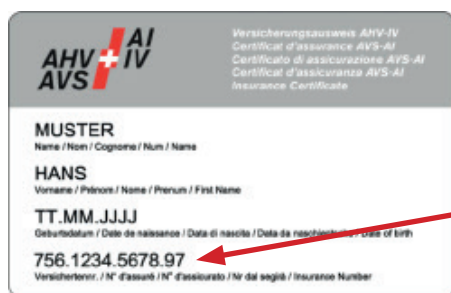 AHV AI
AVS IV
Versicherungsausweis AHV-IV
Certificat d'assurance AVS-AI
Certificato di assicurazione AVS-AI
Certificat d'assicuranza AVS-AI
Insurance Certificate
MUSTER
Name / Nom / Cognome / Num / Name
HANS
Vorname / Prénom / Nome / Prenum / First Name
TT.MM.JJJJ
Geburtsdatum / Date de naissance / Data di nascita / Data da naschientscha / Date of birth
756.1234.5678.97
Versichertennr. / N° d'assuré / N° d'assicurato / Nr dal segirà / Insurance Number